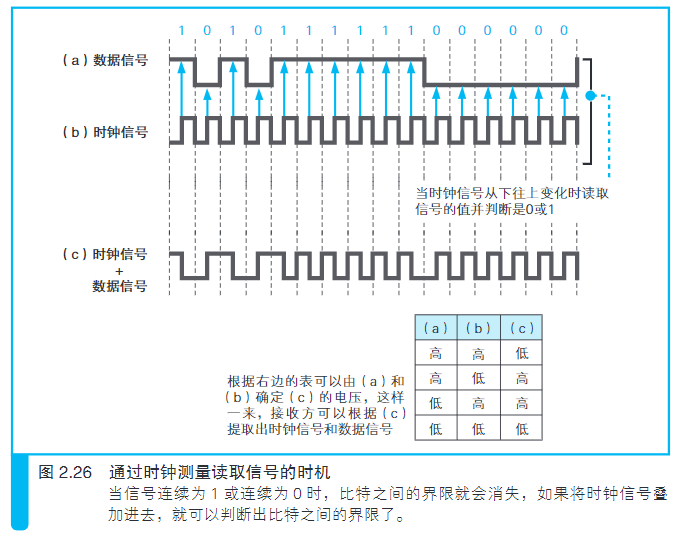 1 0 1 0 1 1 1 1 1 1 0 0 0 0 0 0
（a）数据信号
（b）时钟信号
当时钟信号从下往上变化时读取
信号的值并判断是0或1
（c）时钟信号
+
数据信号
（a） （b） （c）
高 高 低
高 低 高
低 高 高
低 低 低
根据右边的表可以由（a）和
（b）确定（c）的电压，这样
一来，接收方可以根据（c）
提取出时钟信号和数据信号
图 2.26 通过时钟测量读取信号的时机
当信号连续为 1 或连续为 0 时，比特之间的界限就会消失，如果将时钟信号叠
加进去，就可以判断出比特之间的界限了。